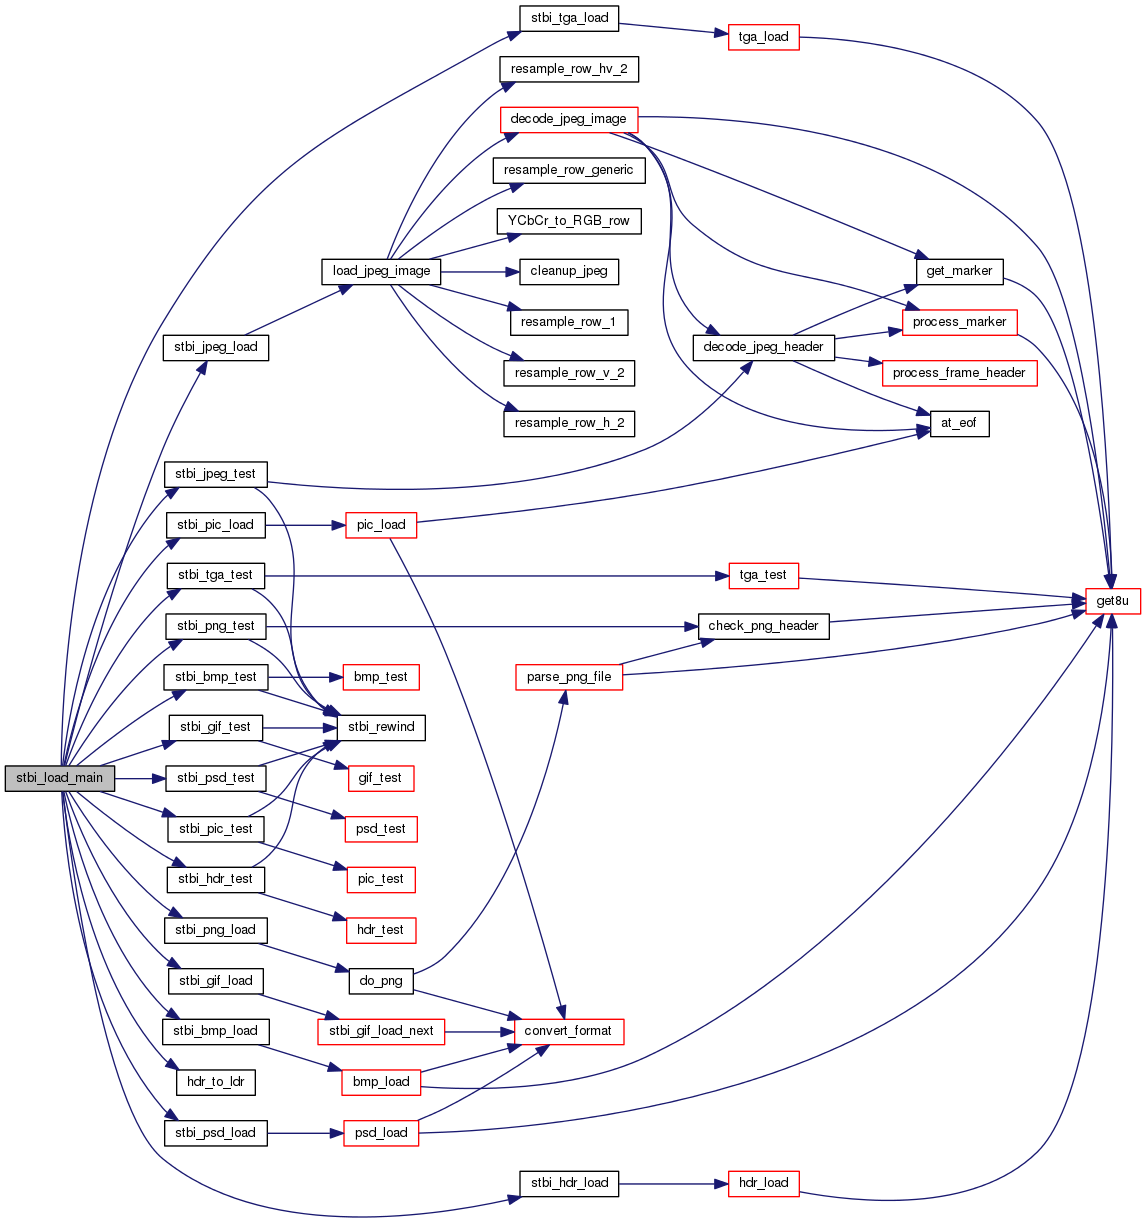 stbi_tga_load
tga_load
resample_row_hv_2
decode_jpeg_image
resample_row_generic
YCbCr_to_RGB_row
load_jpeg_image
cleanup_jpeg
get_marker
resample_row_1
process_marker
stbi_jpeg_load
decode_jpeg_header
resample_row_v_2
process_frame_header
resample_row_h_2
at_eof
stbi_jpeg_test
stbi_pic_load
pic_load
stbi_tga_test
tga_test
get8u
stbi_png_test
check_png_header
stbi_bmp_test
bmp_test
parse_png_file
stbi_gif_test
stbi_rewind
stbi_load_main
stbi_psd_test
gif_test
stbi_pic_test
psd_test
stbi_hdr_test
pic_test
stbi_png_load
hdr_test
stbi_gif_load
do_png
stbi_bmp_load
stbi_gif_load_next
convert_format
hdr_to_ldr
bmp_load
stbi_psd_load
psd_load
stbi_hdr_load
hdr_load